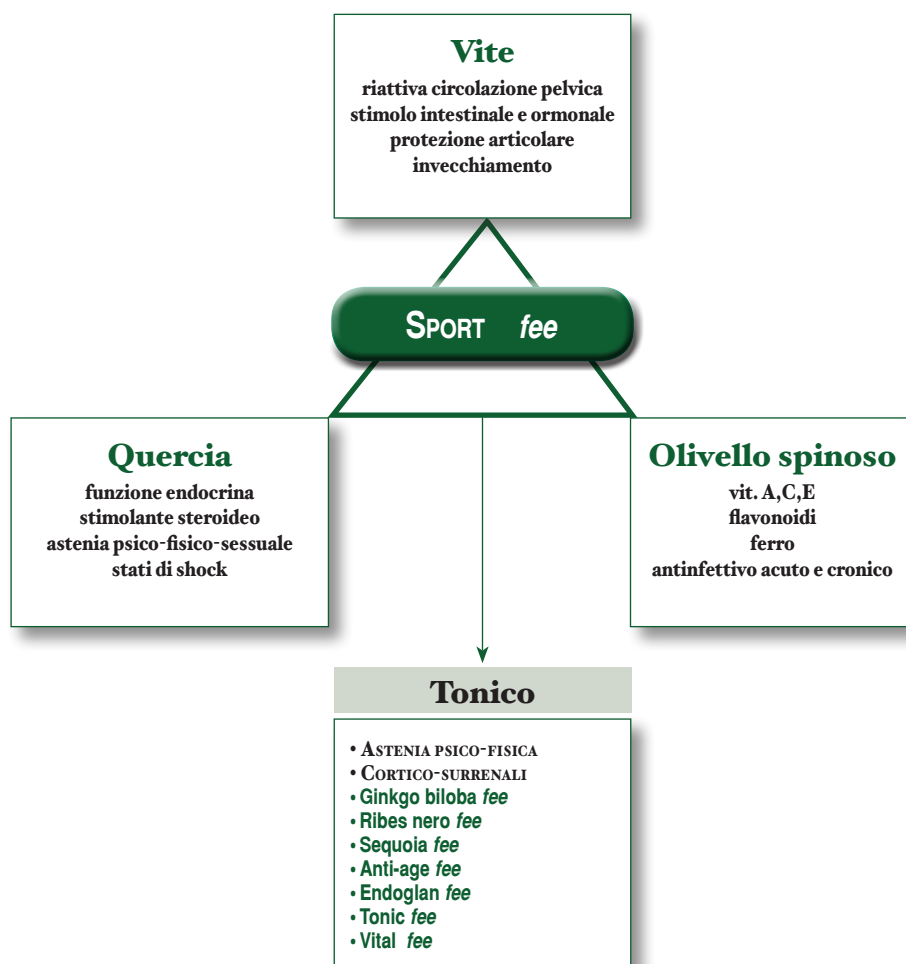 Vite
riattiva circolazione pelvica
stimolo intestinale e ormonale
protezione articolare
invecchiamento
SPORT fee
Quercia
funzione endocrina
stimolante steroideo
astenia psico-fisico-sessuale
stati di shock
Olivello spinoso
vit. A,C,E
flavonoidi
ferro
antinfettivo acuto e cronico
Tonico
• ASTENIA PSICO-FISICA
• CORTICO-SURRENALI
• Ginkgo biloba fee
• Ribes nero fee
• Sequoia fee
• Anti-age fee
• Endoglan fee
• Tonic fee
• Vital fee